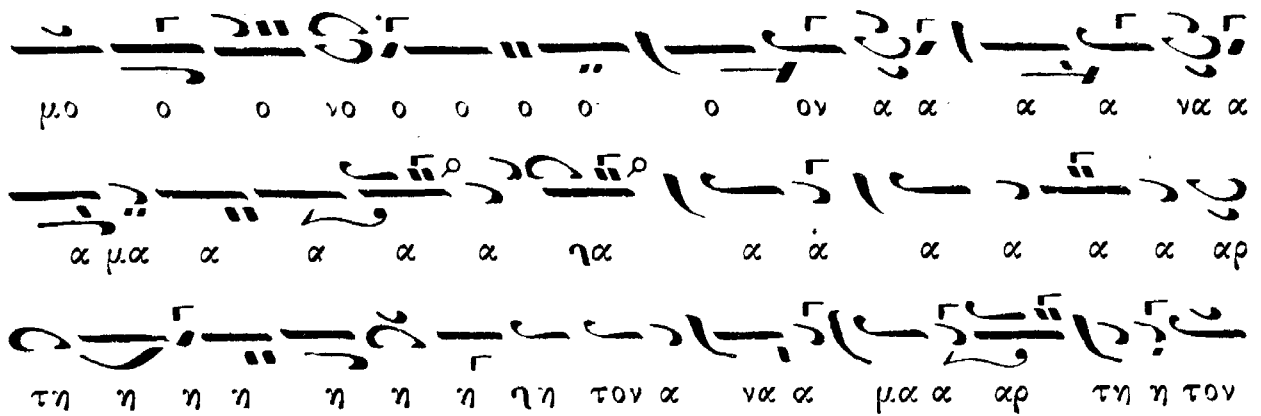 μο ο ο νο ο ο ο ο ο ον α α α α να α
α μα α α α α ηα α α α α α α αρ
τη η η η η η η ηη τον α να α μα α αρ τη η τον